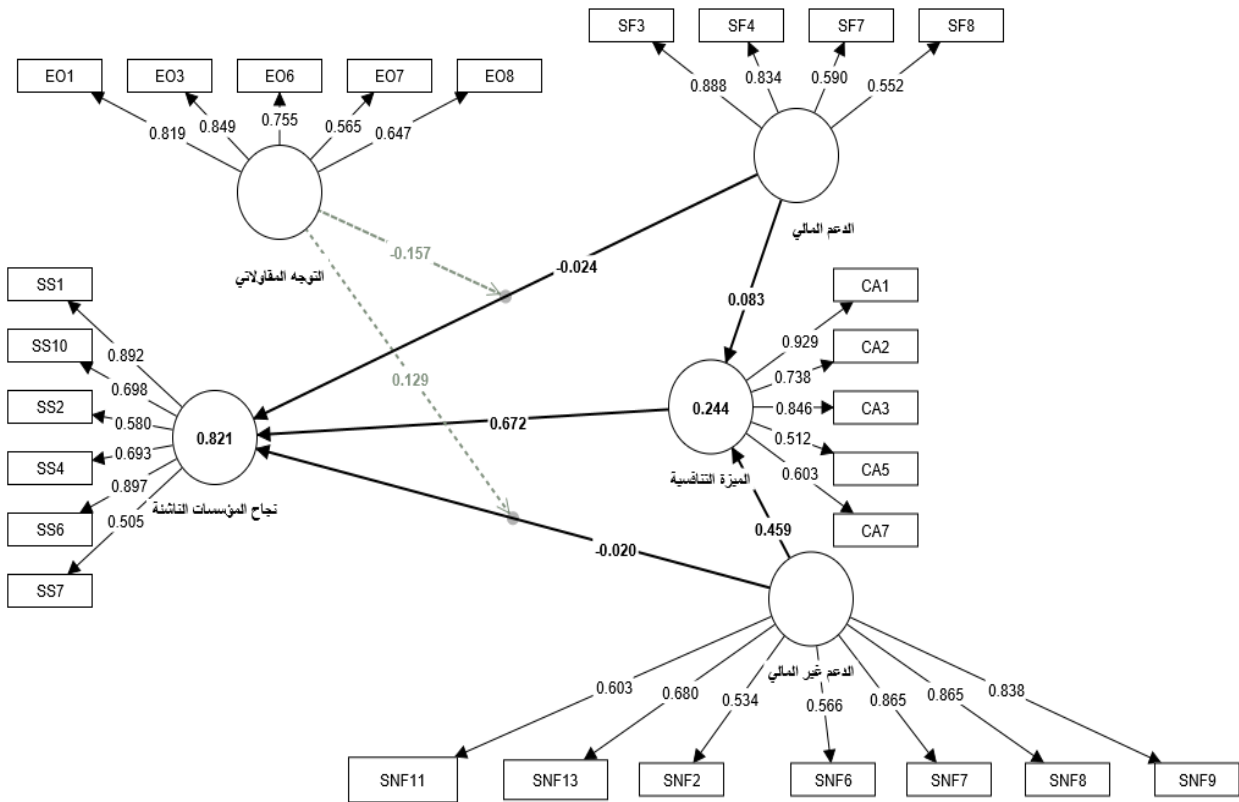 SF3 SF4 SF7 SF8
0.888 0.834 0.590 0.552
EO1 EO3 EO6 EO7 EO8
0.819 0.849 0.755 0.565 0.647
الدعم المالي
التوجه المقاولاتي
-0.157
-0.024
0.083
0.129
SS1
SS10
SS2
SS4
SS6
SS7
0.892
0.698
0.580
0.693
0.897
0.505
0.821
نجاح المؤسسات الناشئة
0.672
0.244
الميزة التنافسية
CA1
CA2
CA3
CA5
CA7
0.929
0.738
0.846
0.512
0.603
0.459
-0.020
الدعم غير المالي
0.603 0.680 0.534 0.566 0.865 0.865 0.838
SNF11 SNF13 SNF2 SNF6 SNF7 SNF8 SNF9